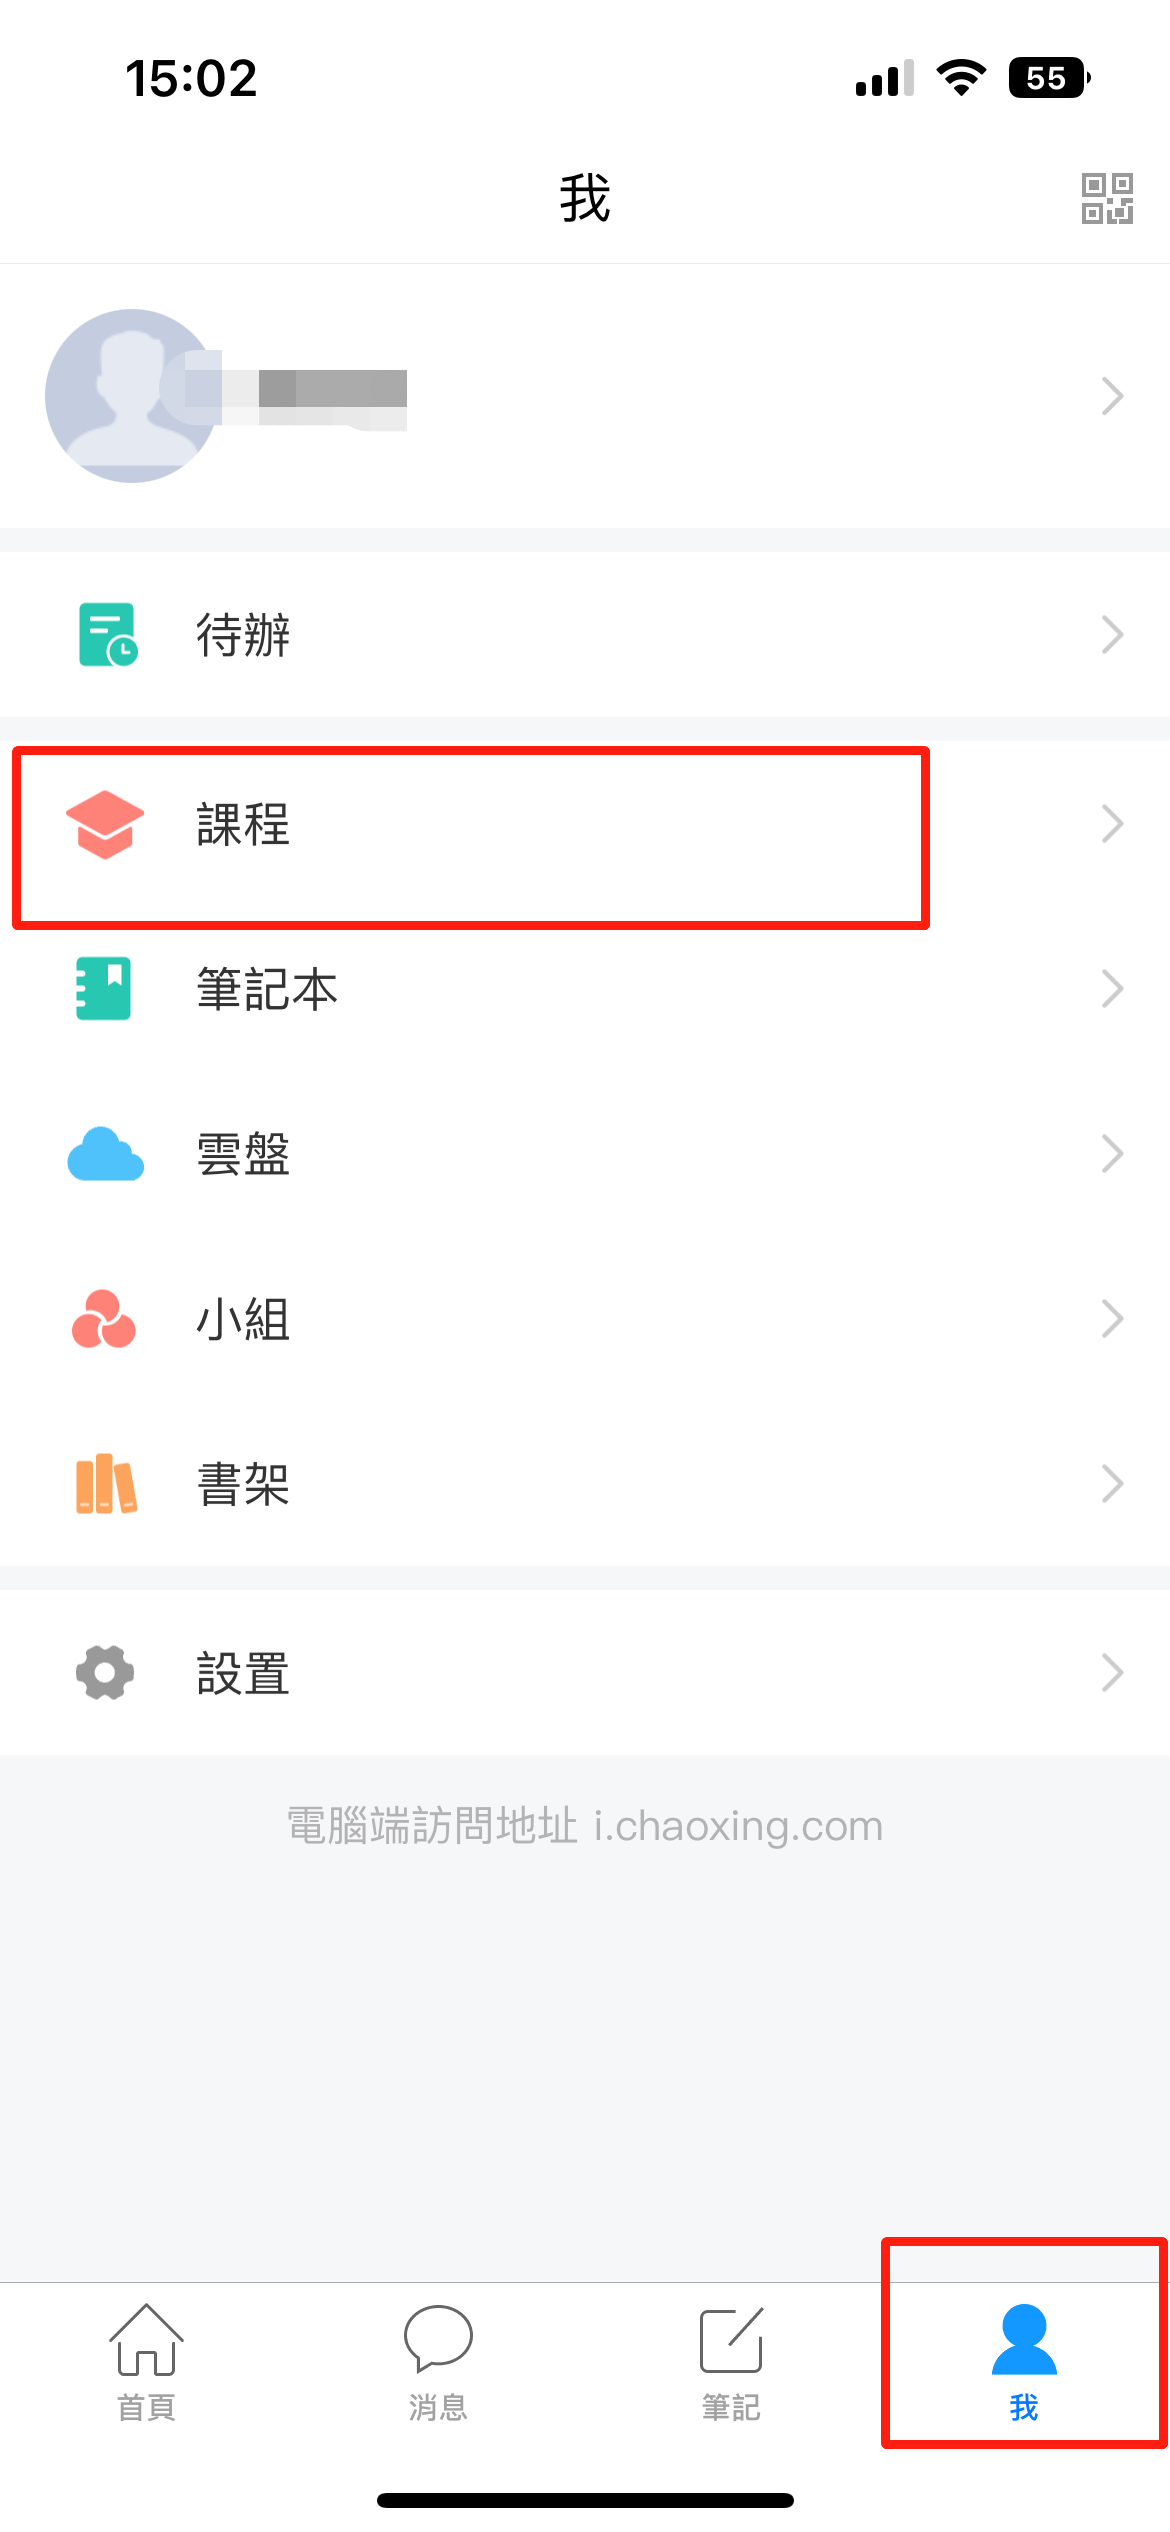 15:02
55
我
待辦
課程
筆記本
雲盤
小組
書架
設置
電腦端訪問地址 i.chaoxing.com
首頁
消息
筆記
我